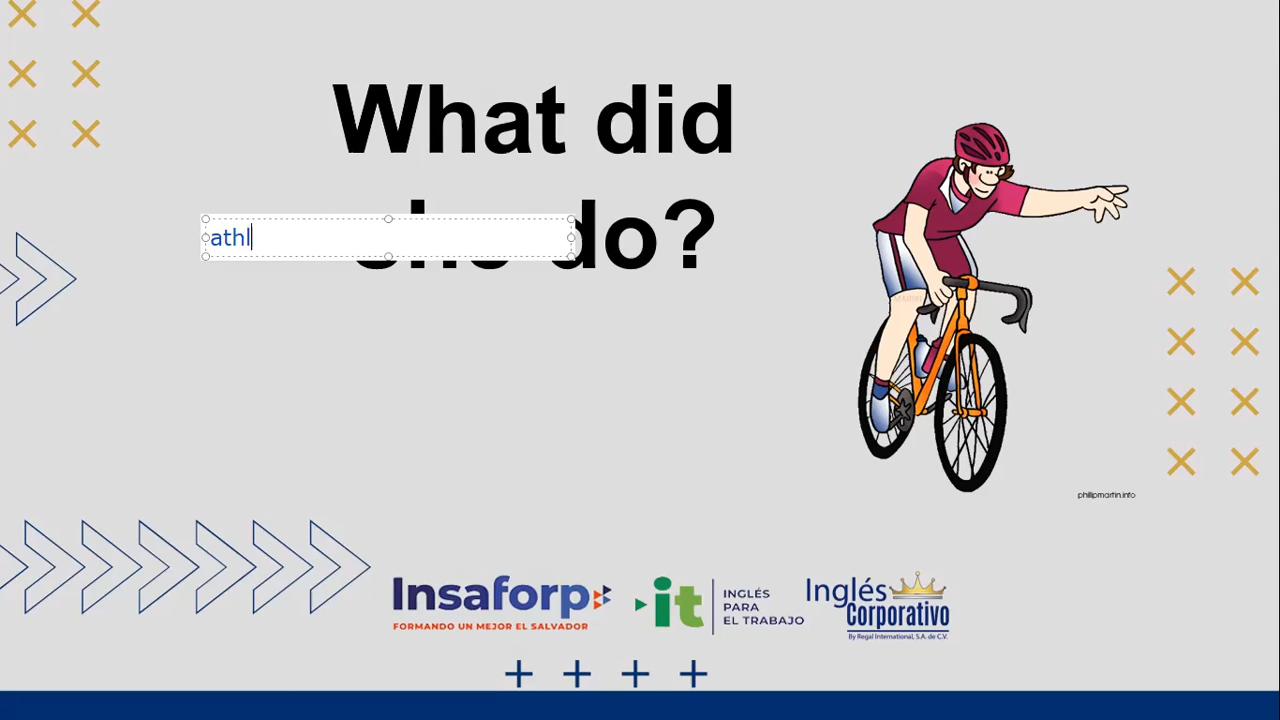 What did
she do?
athl
phillipmartin.info
Insaforp
FORMANDO UN MEJOR EL SALVADOR
it
INGLÉS
PARA
EL TRABAJO
Inglés
Corporativo
By Regal International, S.A. de C.V.